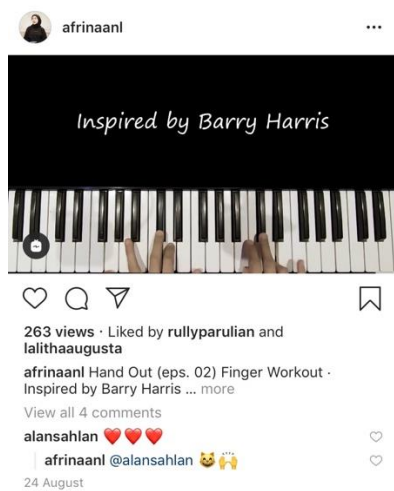 afrinaanl
Inspired by Barry Harris
263 views · Liked by rullyparulian and
lalithaaugusta
afrinaanl Hand Out (eps. 02) Finger Workout ·
Inspired by Barry Harris ... more
View all 4 comments
alansahlan ❤️❤️❤️
afrinaanl @alansahlan 😺🙌
24 August